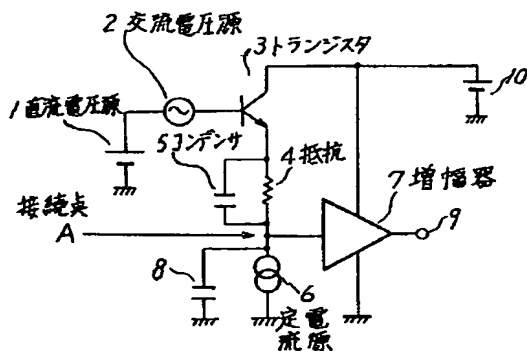 2 交流電圧源
3 トランジスタ
10
1 直流電圧源
5 コンデンサ
4 抵抗
7 増幅器
接続点
A
9
8
6
定電
流源